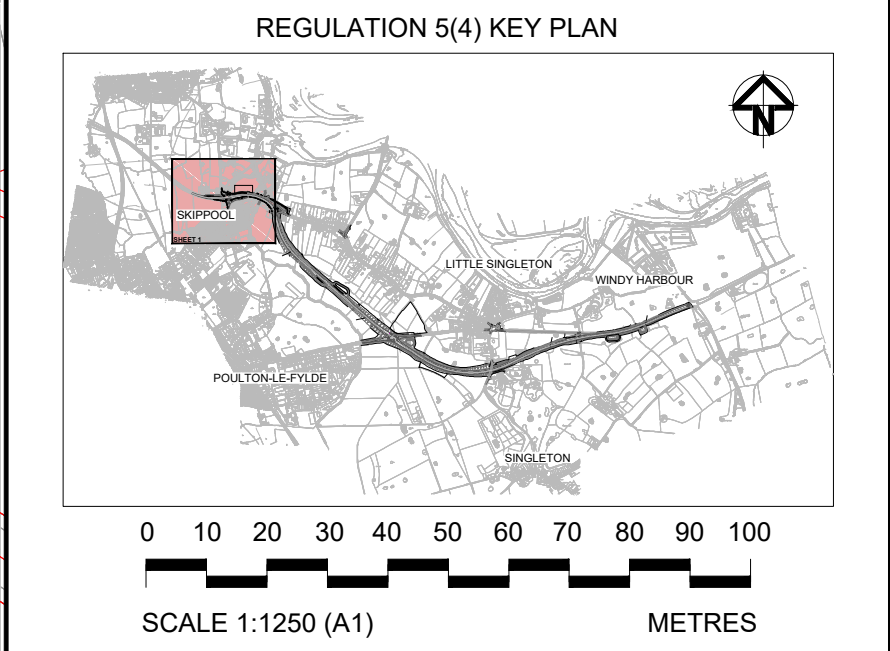 REGULATION 5(4) KEY PLAN
N
SKIPPOOL
SHEET 1
LITTLE SINGLETON
WINDY HARBOUR
POULTON-LE-FYLDE
SINGLETON
0 10 20 30 40 50 60 70 80 90 100
SCALE 1:1250 (A1) METRES